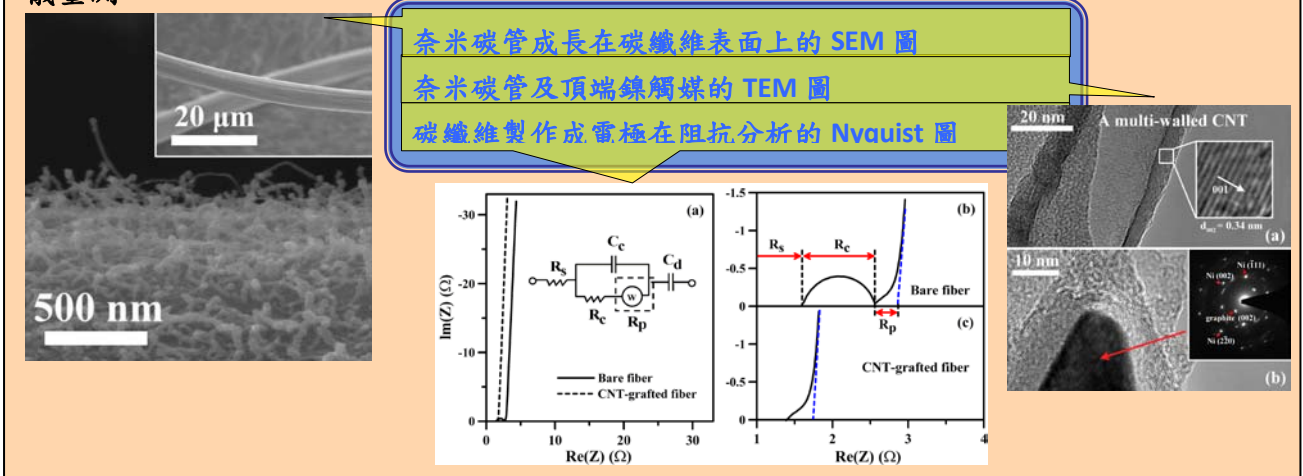 奈米碳管成長在碳纖維表面上的 SEM 圖
奈米碳管及頂端鎳觸媒的 TEM 圖
碳纖維製作成電極在阻抗分析的 Nyquist 圖
20 μm
500 nm
20 nm
A multi-walled CNT
001
= 0.34 nm
(a)
10 nm
Ni (002)
Ni (1̄11)
graphite (002)
Ni (220)
(b)
(a)
-30
-20
-10
0
Im(Z) (Ω)
Rs
Cc
Cd
Rc
W
Rp
Bare fiber
CNT-grafted fiber
0 10 20 30
Re(Z) (Ω)
-1.5
(b)
Rs Rc
-1
-0.5
Bare fiber
0
Rp
(c)
-1
CNT-grafted fiber
-0.5
0
1 2 3 4
Re(Z) (Ω)